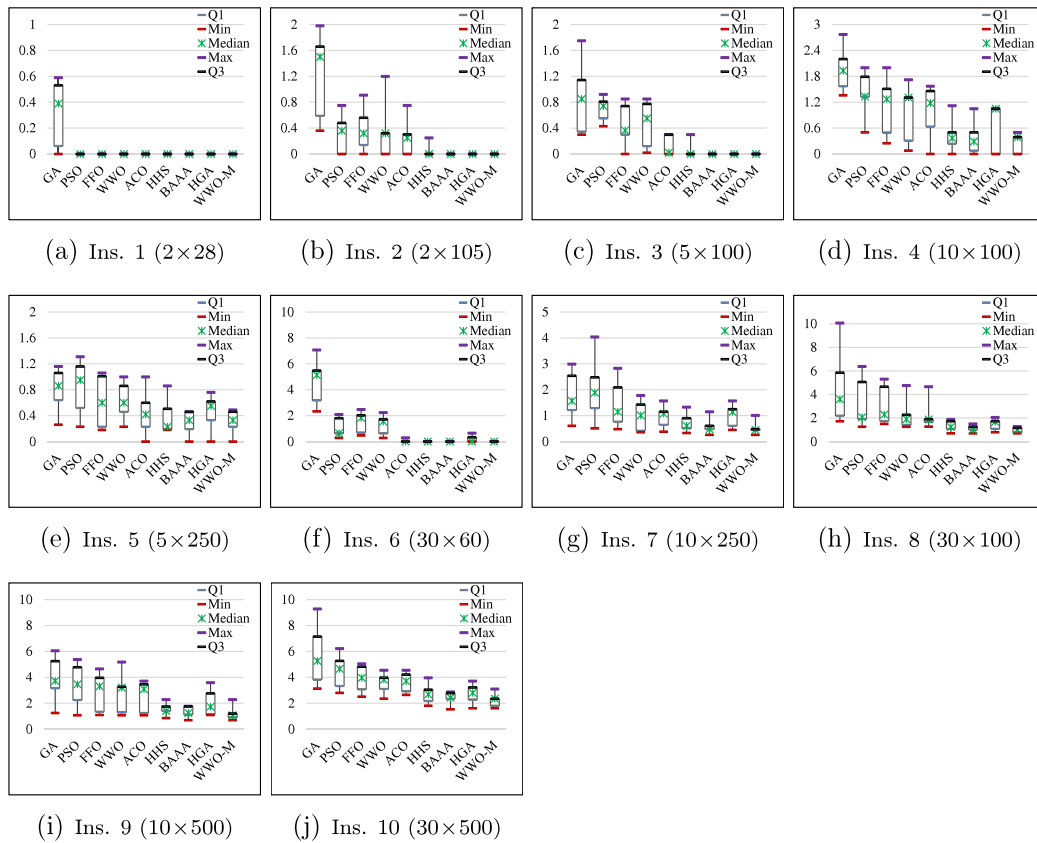 1
0.8
0.6
0.4
0.2
0
Q1
Min
Median
Max
Q3
GA
PSO
FFO
WWO
ACO
HHS
BAAA
HGA
WWO-M
(a) Ins. 1 (2×28)
2
1.6
1.2
0.8
0.4
0
Q1
Min
Median
Max
Q3
GA
PSO
FFO
WWO
ACO
HHS
BAAA
HGA
WWO-M
(b) Ins. 2 (2×105)
2
1.6
1.2
0.8
0.4
0
Q1
Min
Median
Max
Q3
GA
PSO
FFO
WWO
ACO
HHS
BAAA
HGA
WWO-M
(c) Ins. 3 (5×100)
3
2.4
1.8
1.2
0.6
0
Q1
Min
Median
Max
Q3
GA
PSO
FFO
WWO
ACO
HHS
BAAA
HGA
WWO-M
(d) Ins. 4 (10×100)
2
1.6
1.2
0.8
0.4
0
Q1
Min
Median
Max
Q3
GA
PSO
FFO
WWO
ACO
HHS
BAAA
HGA
WWO-M
(e) Ins. 5 (5×250)
10
8
6
4
2
0
Q1
Min
Median
Max
Q3
GA
PSO
FFO
WWO
ACO
HHS
BAAA
HGA
WWO-M
(f) Ins. 6 (30×60)
5
4
3
2
1
0
Q1
Min
Median
Max
Q3
GA
PSO
FFO
WWO
ACO
HHS
BAAA
HGA
WWO-M
(g) Ins. 7 (10×250)
10
8
6
4
2
0
Q1
Min
Median
Max
Q3
GA
PSO
FFO
WWO
ACO
HHS
BAAA
HGA
WWO-M
(h) Ins. 8 (30×100)
10
8
6
4
2
0
Q1
Min
Median
Max
Q3
GA
PSO
FFO
WWO
ACO
HHS
BAAA
HGA
WWO-M
(i) Ins. 9 (10×500)
10
8
6
4
2
0
Q1
Min
Median
Max
Q3
GA
PSO
FFO
WWO
ACO
HHS
BAAA
HGA
WWO-M
(j) Ins. 10 (30×500)